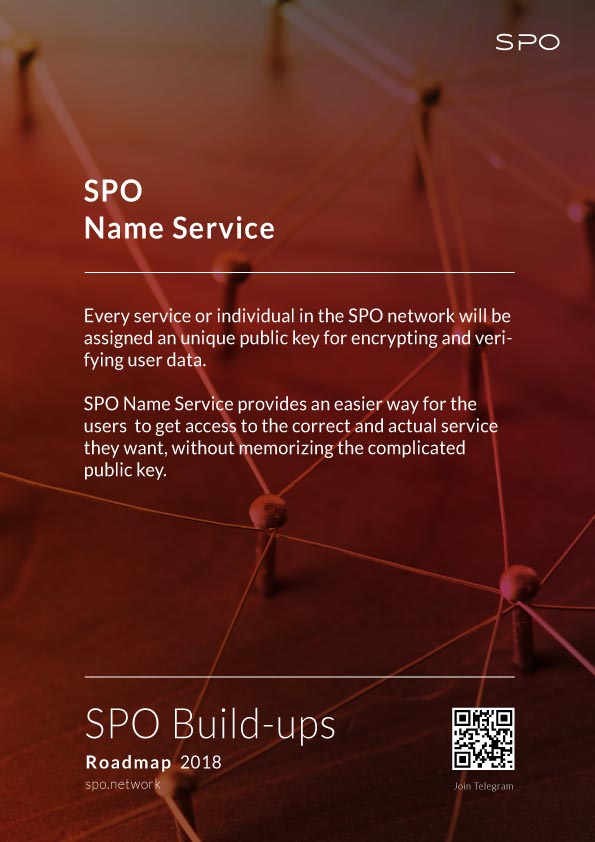 SPO
SPO
Name Service
Every service or individual in the SPO network will be
assigned an unique public key for encrypting and veri-
fying user data.
SPO Name Service provides an easier way for the
users  to get access to the correct and actual service
they want, without memorizing the complicated
public key.
SPO Build-ups
Roadmap 2018
spo.network
Join Telegram